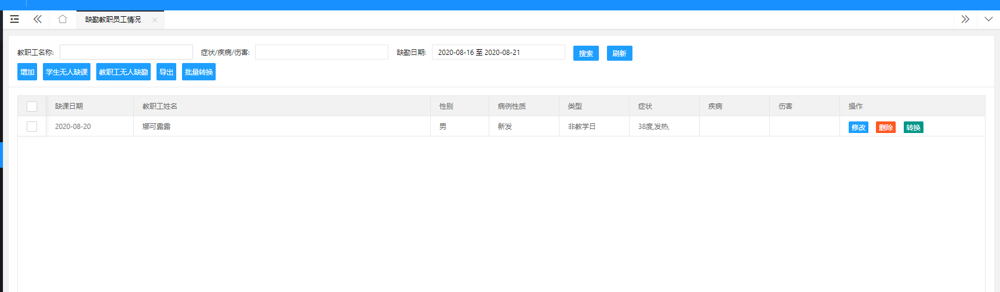 缺勤教职员工情况
教职工名称: 症状/疾病/伤害: 缺勤日期: 2020-08-16 至 2020-08-21 搜索 刷新
增加 学生无人缺课 教职工无人缺勤 导出 批量转换
缺课日期 教职工姓名 性别 病例性质 类型 症状 疾病 伤害 操作
2020-08-20 娜可露露 男 新发 非教学日 38度,发热, 修改 删除 转换